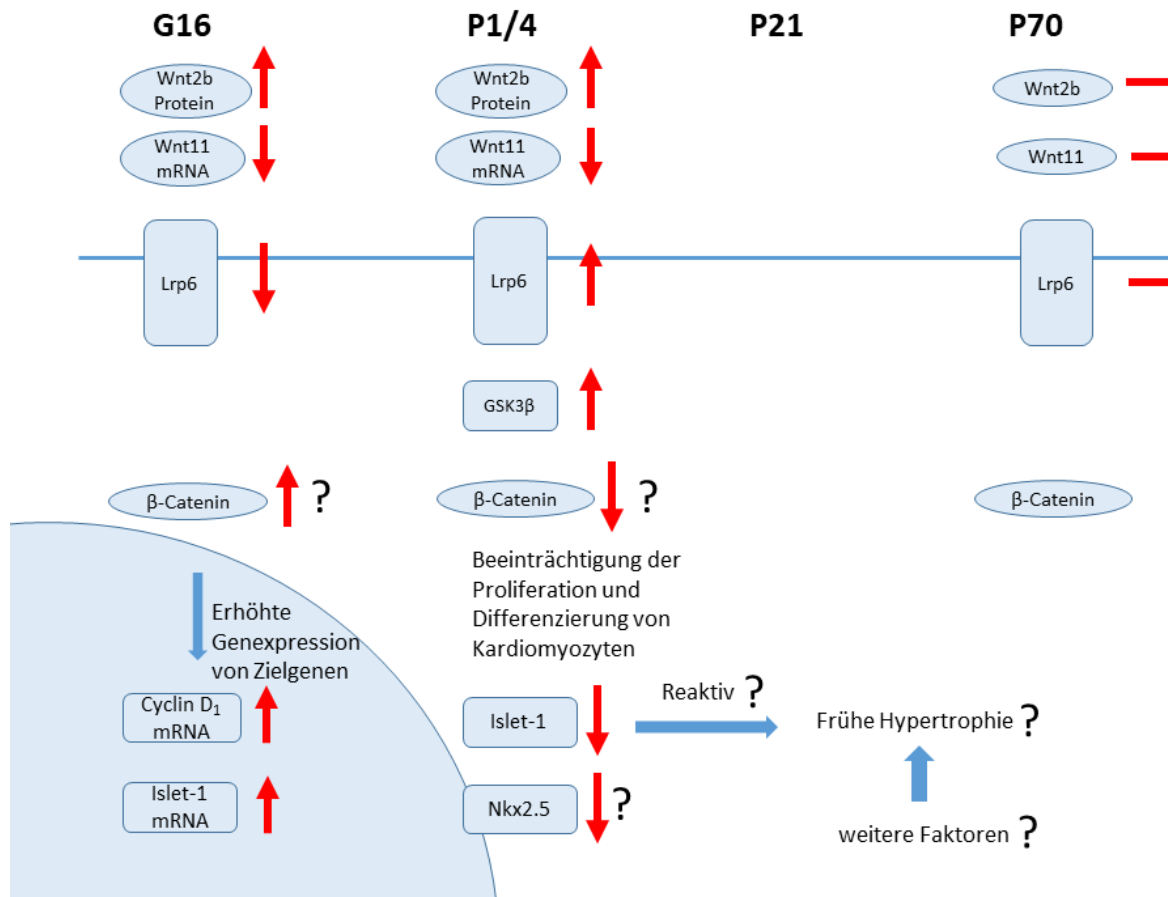 G16
P1/4
P21
P70
Wnt2b
Protein
Wnt2b
Protein
Wnt2b
Wnt11
mRNA
Wnt11
mRNA
Wnt11
Lrp6
Lrp6
Lrp6
GSK3β
β-Catenin
?
β-Catenin
?
β-Catenin
Erhöhte
Genexpression
von Zielgenen
Beeinträchtigung der
Proliferation und
Differenzierung von
Kardiomyozyten
Cyclin D₁
mRNA
Islet-1
Reaktiv ?
Frühe Hypertrophie ?
Islet-1
mRNA
Nkx2.5
?
weitere Faktoren ?